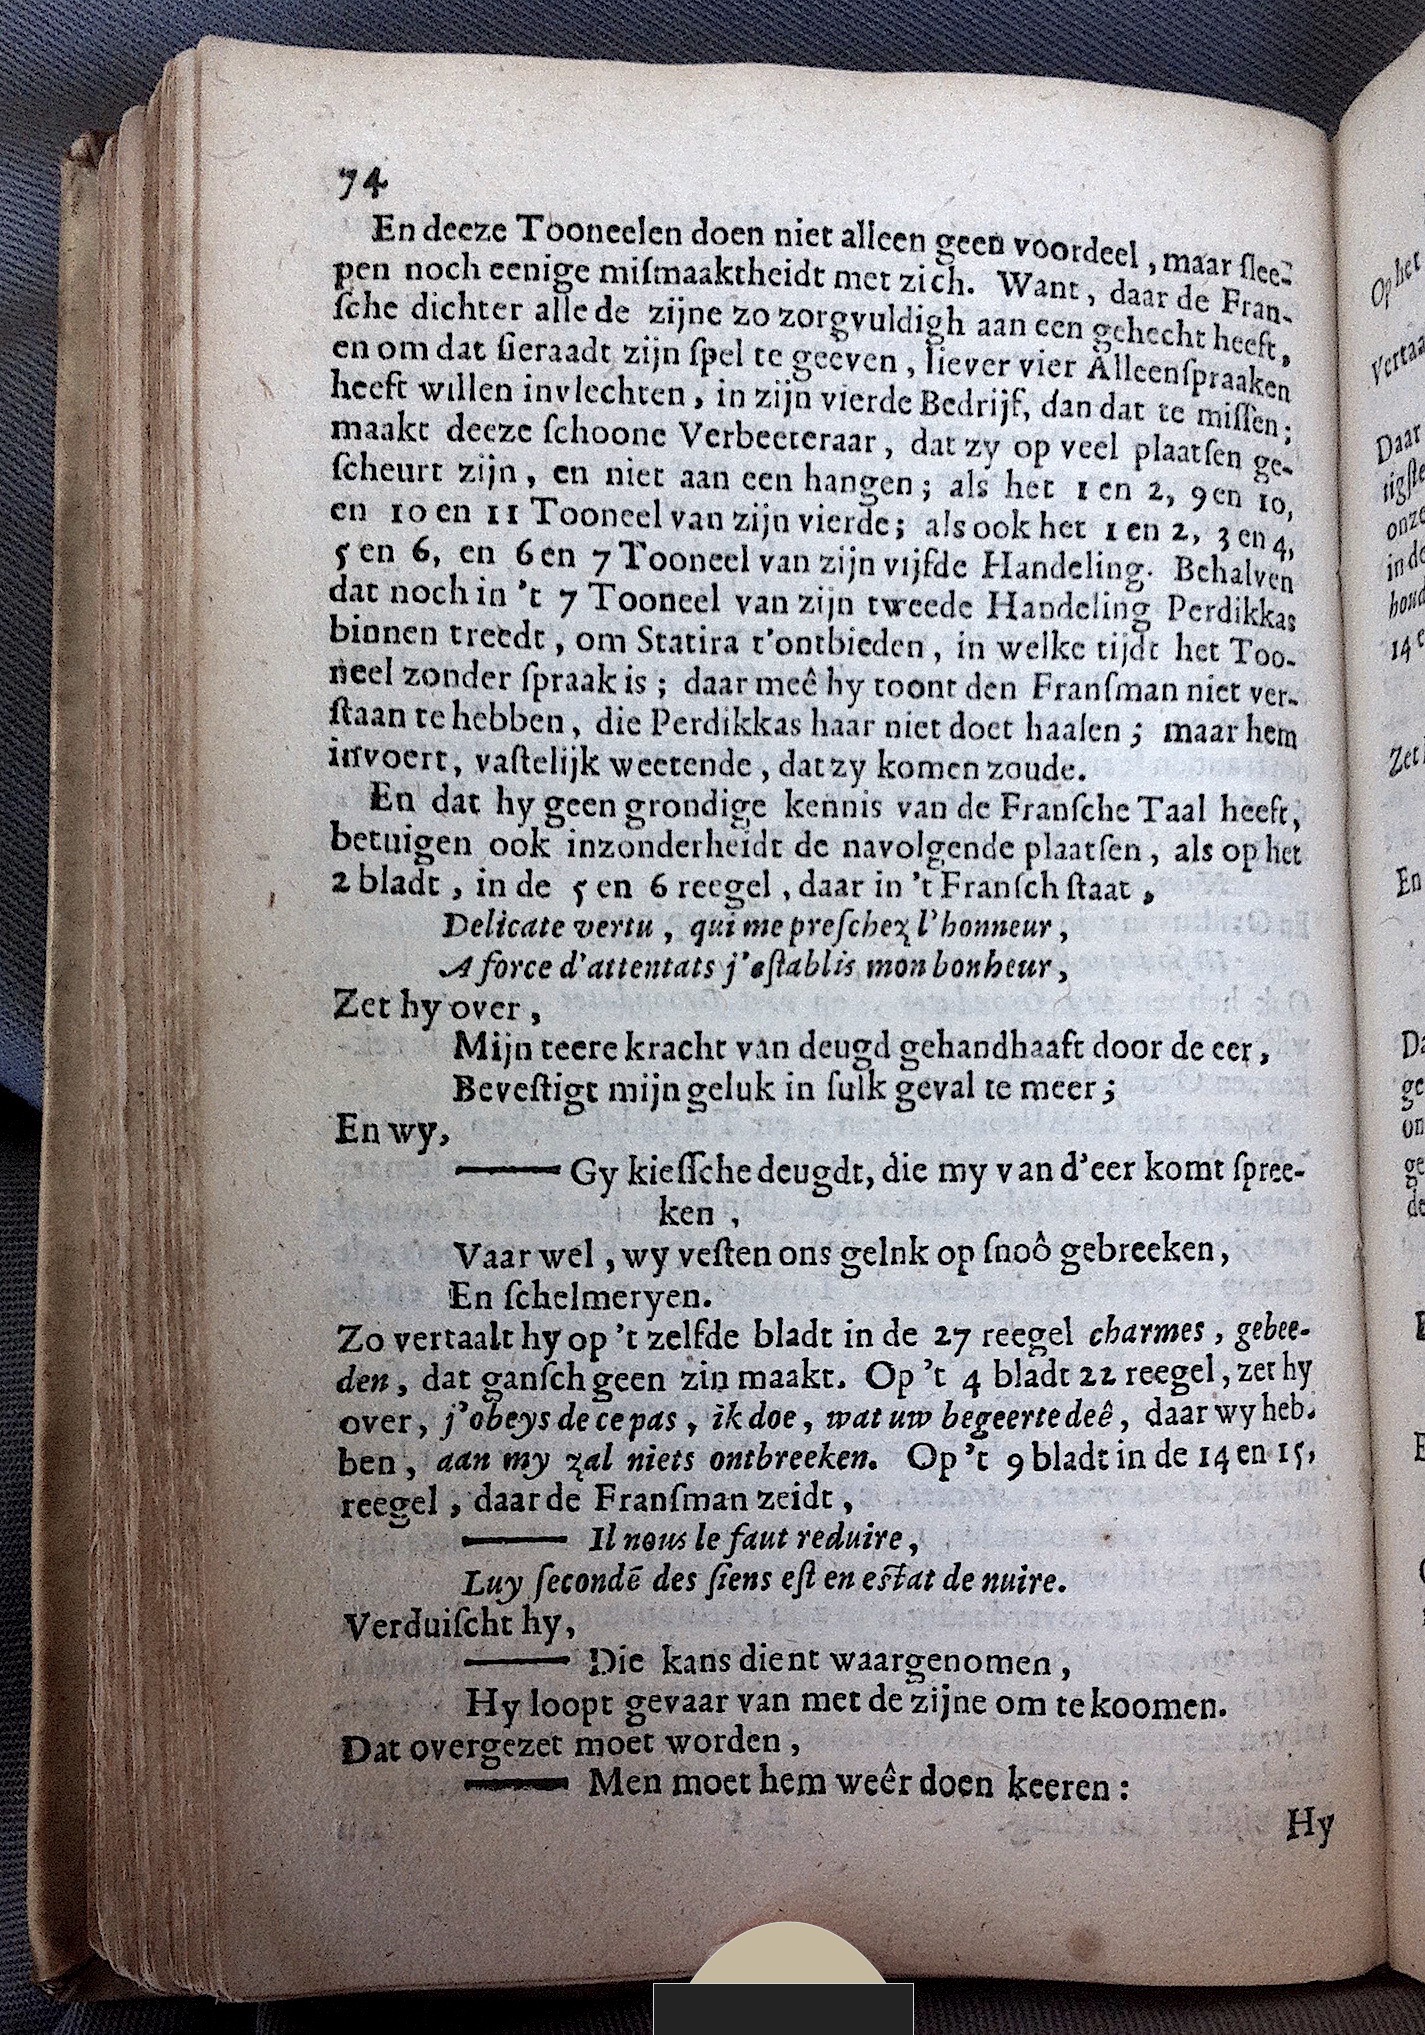 74
En deeze Tooneelen doen niet alleen geen voordeel, maar slee-
pen noch eenige mismaaktheidt met zich. Want, daar de Fran-
sche dichter alle de zijne zo zorgvuldigh aan een gehecht heeft,
en om dat sieraadt zijn spel te geeven, liever vier Alleenspraaken
heeft willen invlechten, in zijn vierde Bedrijf, dan dat te missen;
maakt deeze schoone Verbeeteraar, dat zy op veel plaatsen ge-
scheurt zijn, en niet aan een hangen; als het 1 en 2, 9 en 10,
en 10 en 11 Tooneel van zijn vierde; als ook het 1 en 2, 3 en 4,
5 en 6, en 6 en 7 Tooneel van zijn vijfde Handeling. Behalven
dat noch in 't 7 Tooneel van zijn tweede Handeling Perdikkas
binnen treedt, om Statira t'ontbieden, in welke tijdt het Too-
neel zonder spraak is; daar meê hy toont den Fransman niet ver-
staan te hebben, die Perdikkas haar niet doet haalen; maar hem
invoert, vastelijk weetende, dat zy komen zoude.
En dat hy geen grondige kennis van de Fransche Taal heeft,
betuigen ook inzonderheidt de navolgende plaatsen, als op het
2 bladt, in de 5 en 6 reegel, daar in 't Fransch staat,
Delicate vertu, qui me preschez l'honneur,
A force d'attentats j'establis mon bonheur,
Zet hy over,
Mijn teere kracht van deugd gehandhaaft door de eer,
Bevestigt mijn geluk in sulk geval te meer;
En wy,
——— Gy kiessche deugdt, die my van d'eer komt spree-
ken,
Vaar wel, wy vesten ons gelnk op snoô gebreeken,
En schelmeryen.
Zo vertaalt hy op 't zelfde bladt in de 27 reegel charmes, gebee-
den, dat gansch geen zin maakt. Op 't 4 bladt 22 reegel, zet hy
over, j'obeys de ce pas, ik doe, wat uw begeerte deê, daar wy heb-
ben, aan my zal niets ontbreeken. Op 't 9 bladt in de 14 en 15,
reegel, daar de Fransman zeidt,
——— Il nous le faut reduire,
Luy secondé des siens est en estat de nuire.
Verduischt hy,
——— Die kans dient waargenomen,
Hy loopt gevaar van met de zijne om te koomen.
Dat overgezet moet worden,
——— Men moet hem weêr doen keeren:
Hy
Op het
Vertaa
Daar
tigste
onze
in de
houd
14 e
Zet
En
Da
ge
on
ge
de